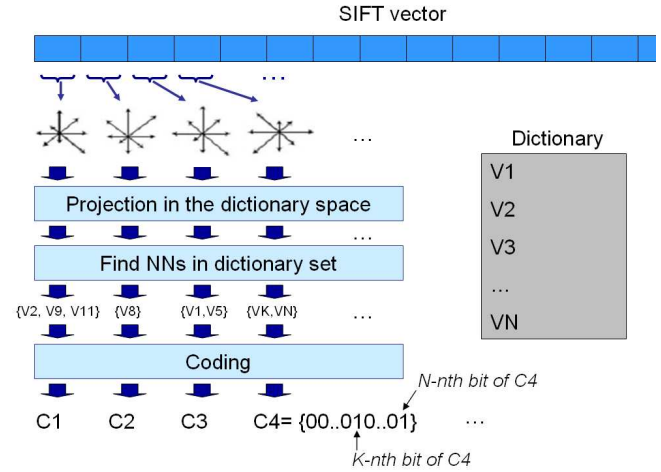 SIFT vector
...
...
Dictionary
V1
Projection in the dictionary space
V2
...
V3
Find NNs in dictionary set
...
{V2, V9, V11} {V8} {V1,V5} {VK,VN} ...
VN
Coding
N-nth bit of C4
C1 C2 C3 C4= {00..010..01} ...
K-nth bit of C4